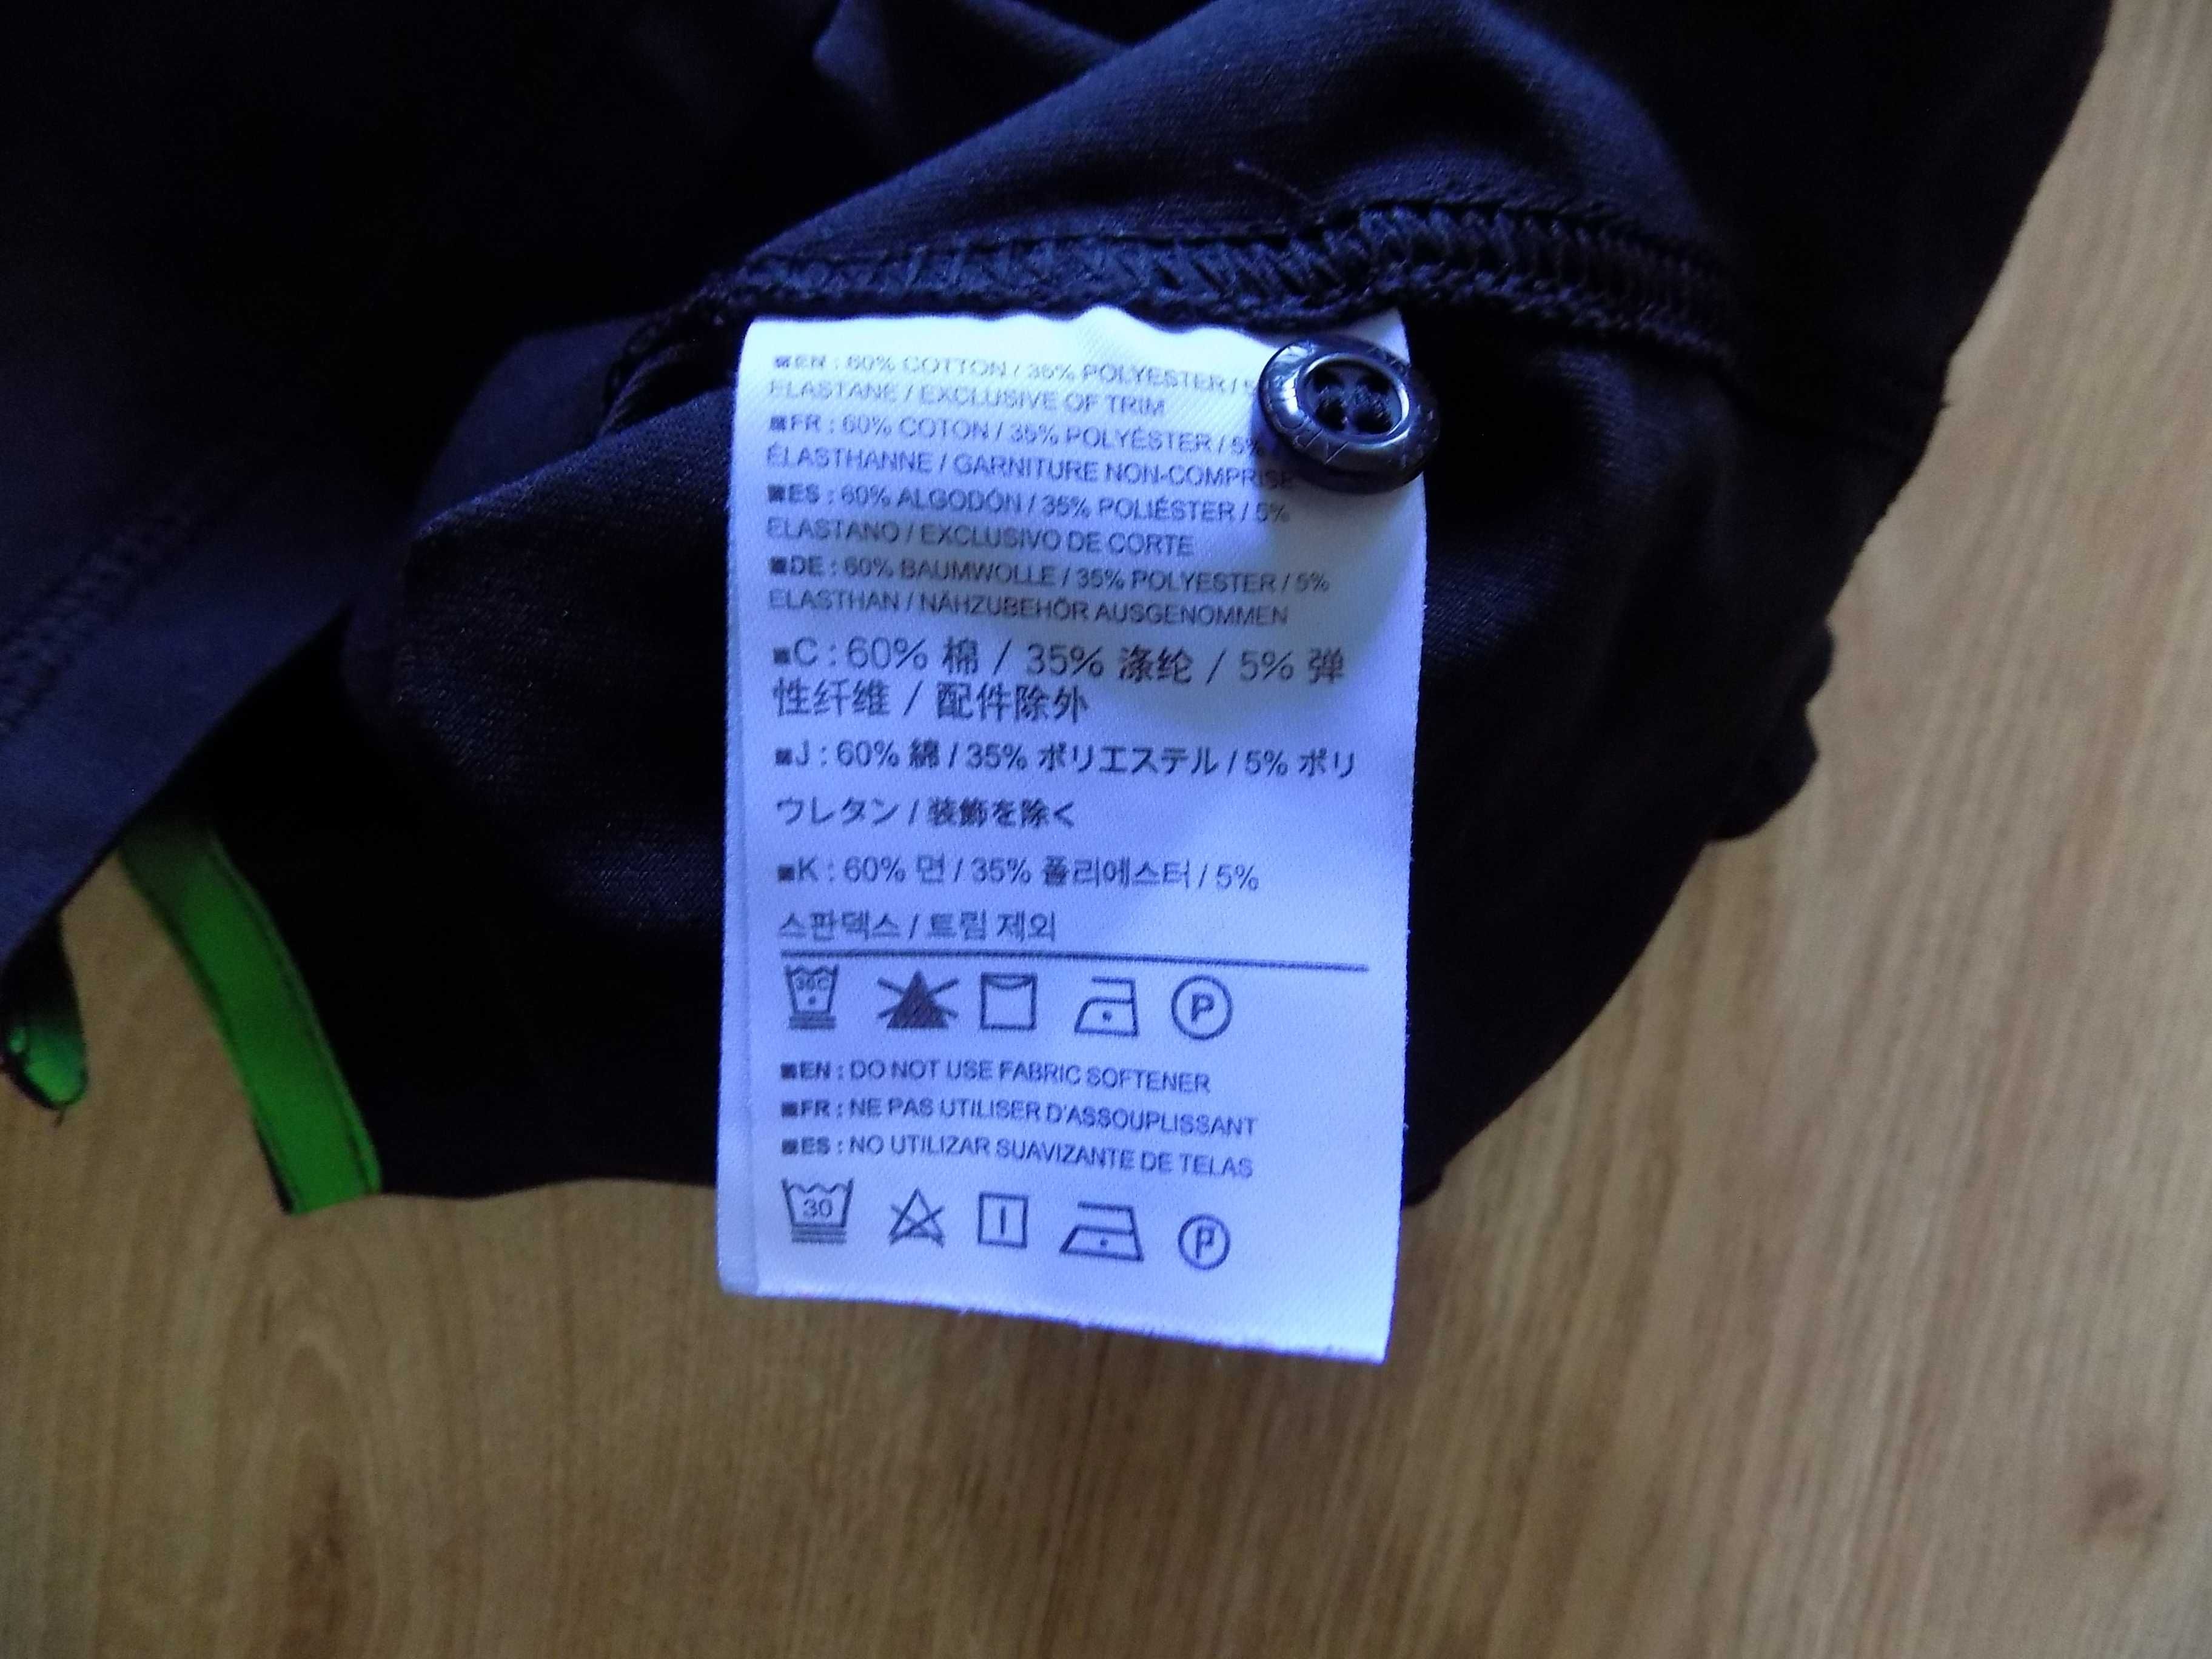 ■EN : 60% COTTON / 35% POLYESTER / 5
ELASTANE / EXCLUSIVE OF TRIM
■FR : 60% COTON / 35% POLYÉSTER / 5%
ÉLASTHANNE / GARNITURE NON-COMPRISE
■ES : 60% ALGODÓN / 35% POLIÉSTER / 5%
ELASTANO / EXCLUSIVO DE CORTE
■DE : 60% BAUMWOLLE / 35% POLYESTER / 5%
ELASTHAN / NÄHZUBEHÖR AUSGENOMMEN
■C : 60% 棉 / 35% 涤纶 / 5% 弹
性纤维 / 配件除外
■J : 60% 綿 / 35% ポリエステル / 5% ポリ
ウレタン / 装飾を除く
■K : 60% 면 / 35% 폴리에스터 / 5%
스판덱스 / 트림 제외
30C P
■EN : DO NOT USE FABRIC SOFTENER
■FR : NE PAS UTILISER D'ASSOUPLISSANT
■ES : NO UTILIZAR SUAVIZANTE DE TELAS
30 P